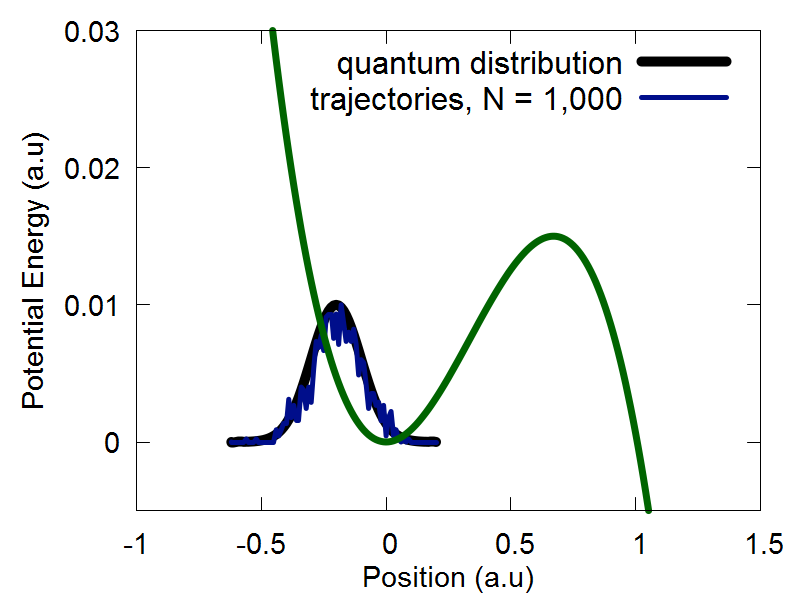 0.03
quantum distribution
trajectories, N = 1,000
0.02
0.01
0
Potential Energy (a.u)
-1 -0.5 0 0.5 1 1.5
Position (a.u)